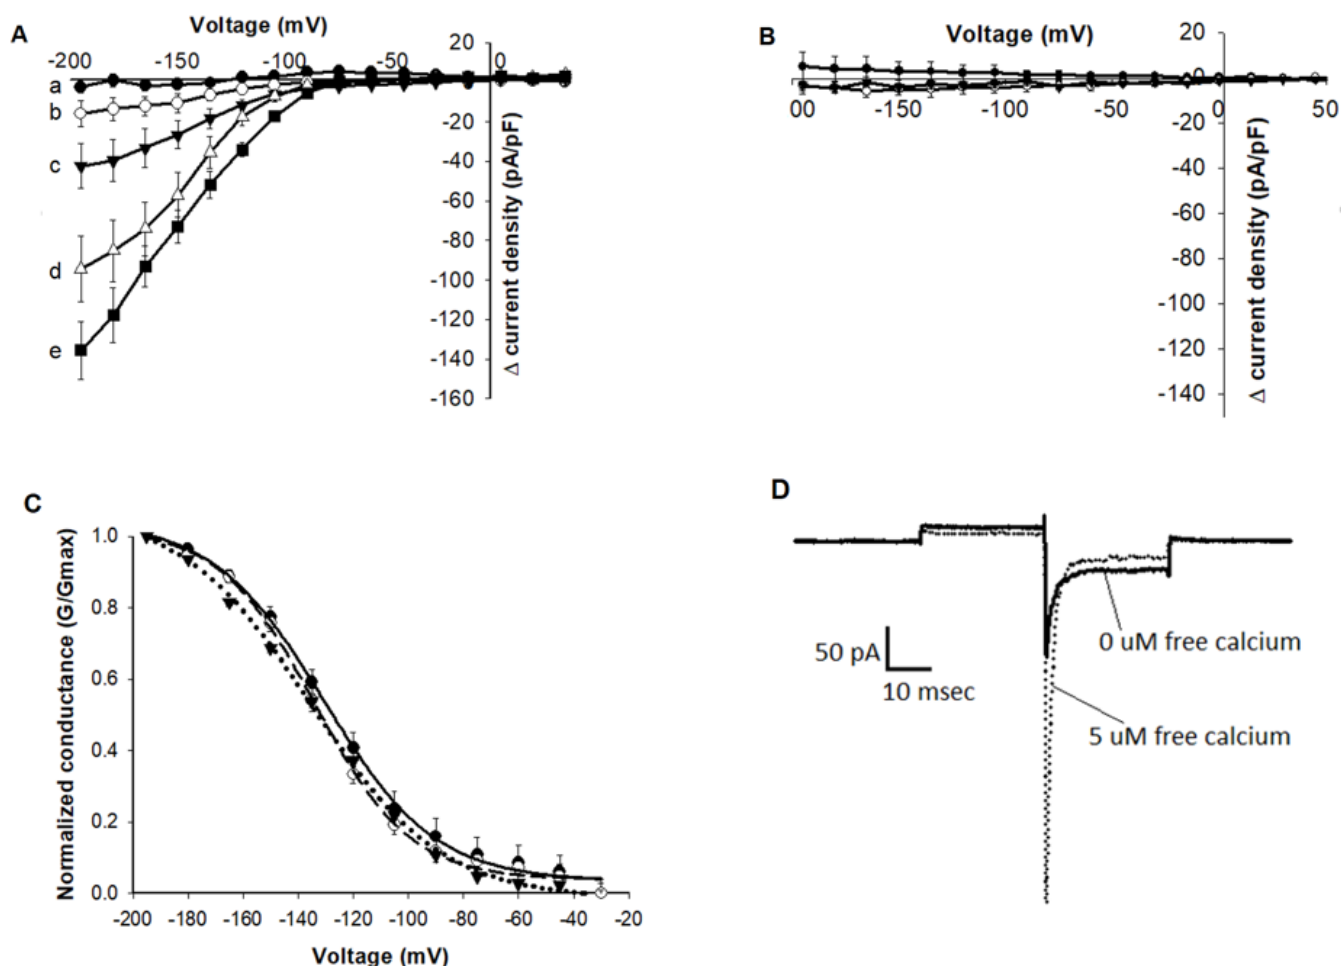 A
Voltage (mV)
-200 -150 -100 -50 0
20
-20
-40
-60
-80
-100
-120
-140
-160
Δ current density (pA/pF)
a
b
c
d
e
B
Voltage (mV)
00 -150 -100 -50 0 50
20
0
-20
-40
-60
-80
-100
-120
-140
Δ current density (pA/pF)
C
Normalized conductance (G/Gmax)
1.0
0.8
0.6
0.4
0.2
0.0
-200 -180 -160 -140 -120 -100 -80 -60 -40 -20
Voltage (mV)
D
50 pA
10 msec
0 uM free calcium
5 uM free calcium